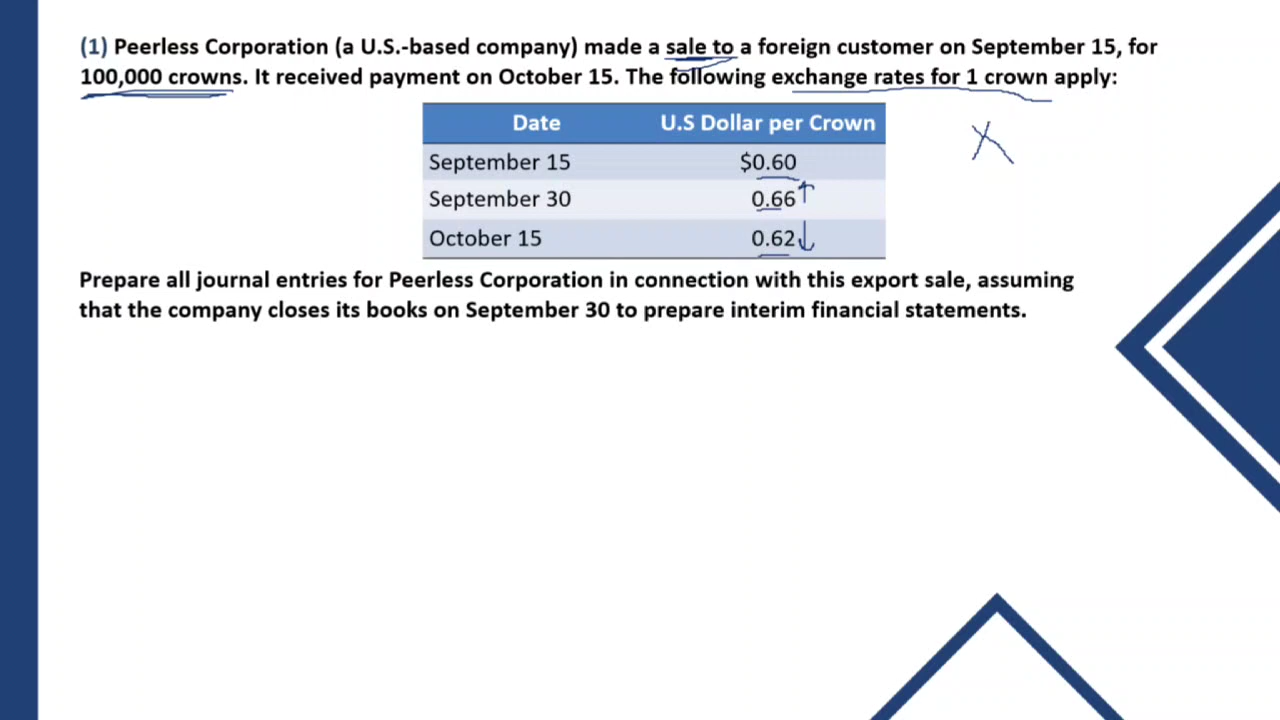 (1) Peerless Corporation (a U.S.-based company) made a sale to a foreign customer on September 15, for
100,000 crowns. It received payment on October 15. The following exchange rates for 1 crown apply:
Date U.S Dollar per Crown
September 15 $0.60
September 30 0.66
October 15 0.62
Prepare all journal entries for Peerless Corporation in connection with this export sale, assuming
that the company closes its books on September 30 to prepare interim financial statements.